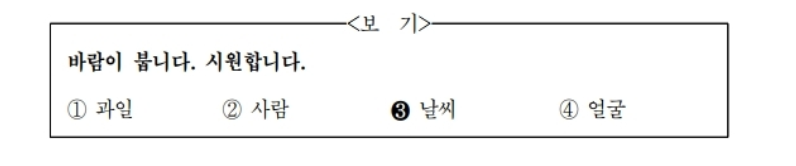 <보 기>
바람이 붑니다. 시원합니다.
① 과일 ② 사람 ❸ 날씨 ④ 얼굴